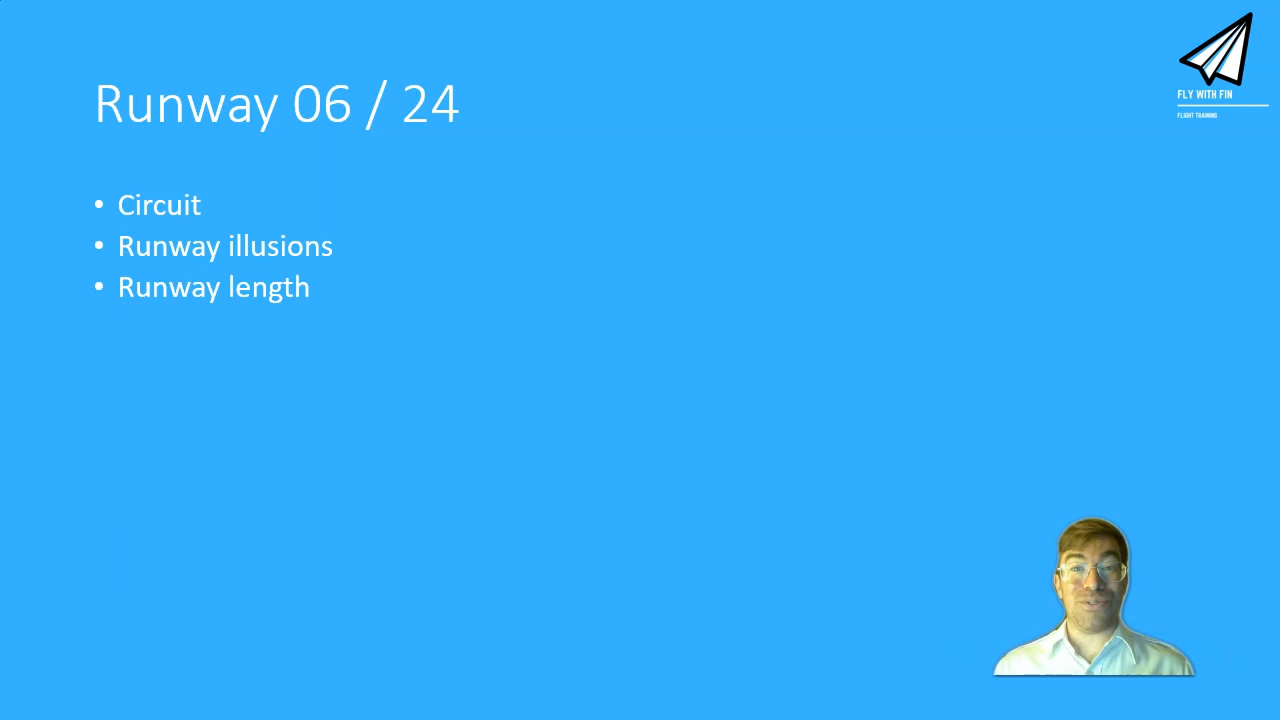 FLY WITH FIN
FLIGHT TRAINING
Runway 06 / 24
• Circuit
• Runway illusions
• Runway length